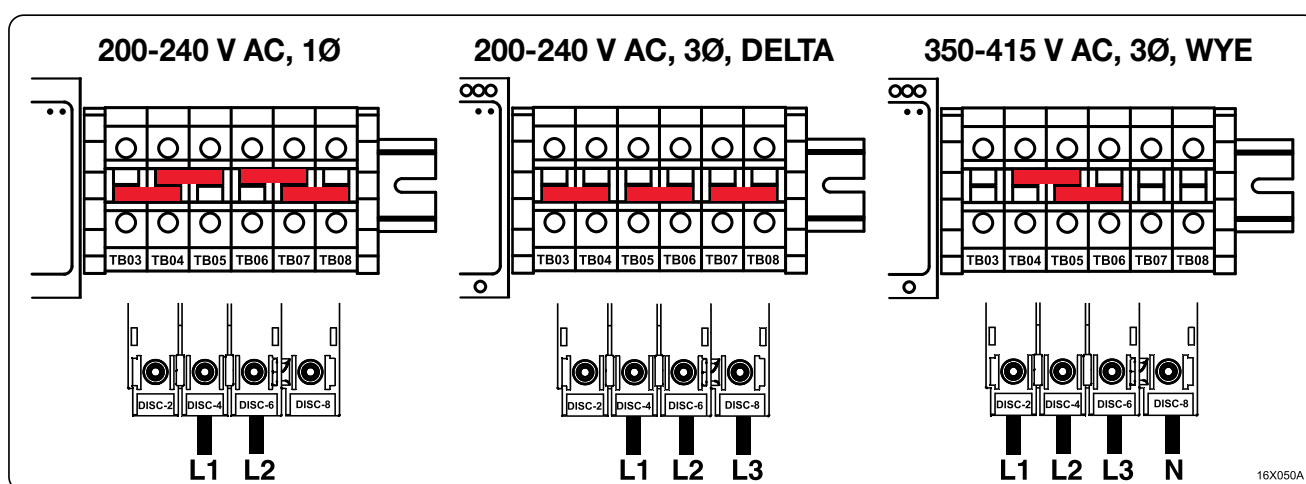 200-240 V AC, 1Ø
TB03 TB04 TB05 TB06 TB07 TB08
DISC-2 DISC-4 DISC-6 DISC-8
L1 L2
200-240 V AC, 3Ø, DELTA
TB03 TB04 TB05 TB06 TB07 TB08
DISC-2 DISC-4 DISC-6 DISC-8
L1 L2 L3
350-415 V AC, 3Ø, WYE
TB03 TB04 TB05 TB06 TB07 TB08
DISC-2 DISC-4 DISC-6 DISC-8
L1 L2 L3 N
16X050A